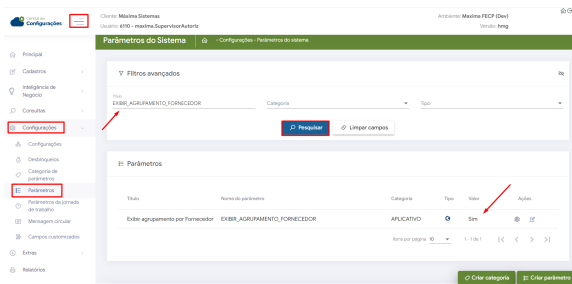 Central de
Configurações
Cliente: Máxima Sistemas
Usuário: 6110 - maxima.SupervisorAutoriz
Ambiente: Maxima FECP (Dev)
Versão: hmg
Parâmetros do Sistema
- Configurações - Parâmetros do sistema
Principal
Cadastros
Inteligência de
Negócio
Consultas
Configurações
Configurações
Desbloqueios
Categoria de
parâmetros
Parâmetros
Parâmetros da jornada
de trabalho
Mensagem circular
Campos customizados
Extras
Relatórios
Filtros avançados
Título
EXIBIR_AGRUPAMENTO_FORNECEDOR
Categoria
Tipo
Pesquisar
Limpar campos
Parâmetros
Título Nome do parâmetro Categoria Tipo Valor Ações
Exibir agrupamento por Fornecedor EXIBIR_AGRUPAMENTO_FORNECEDOR APLICATIVO Sim
Itens por página 10 1 - 1 de 1
Criar categoria
Criar parâmetro